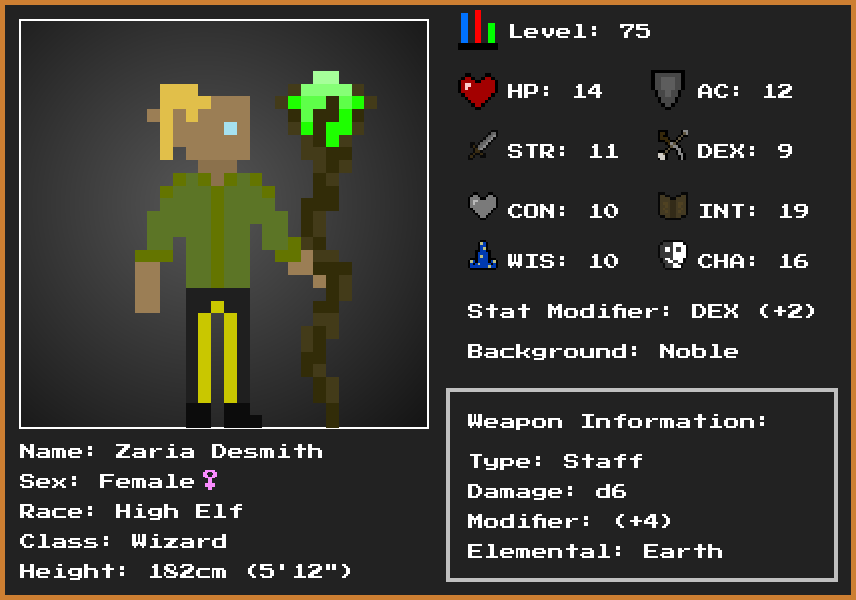 Level: 75
HP: 14
AC: 12
STR: 11
DEX: 9
CON: 10
INT: 19
WIS: 10
CHA: 16
Stat Modifier: DEX (+2)
Background: Noble
Weapon Information:
Type: Staff
Damage: d6
Modifier: (+4)
Elemental: Earth
Name: Zaria Desmith
Sex: Female♀
Race: High Elf
Class: Wizard
Height: 182cm (5'12")